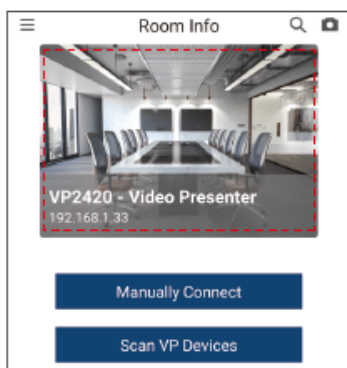 Room Info
VP2420 - Video Presenter
192.168.1.33
Manually Connect
Scan VP Devices